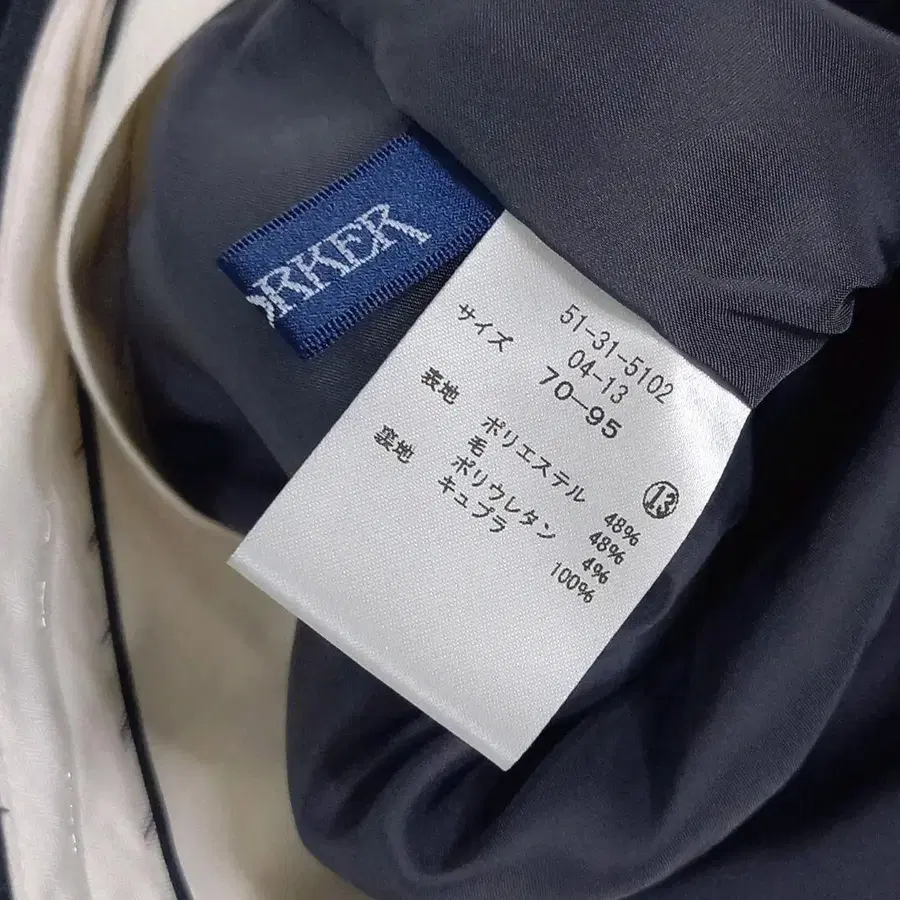 ORKER
51-31-5102
04-13
サイズ 70-95
⑬
表地 ポリエステル 48%
毛 48%
ポリウレタン 4%
裏地 キュプラ 100%